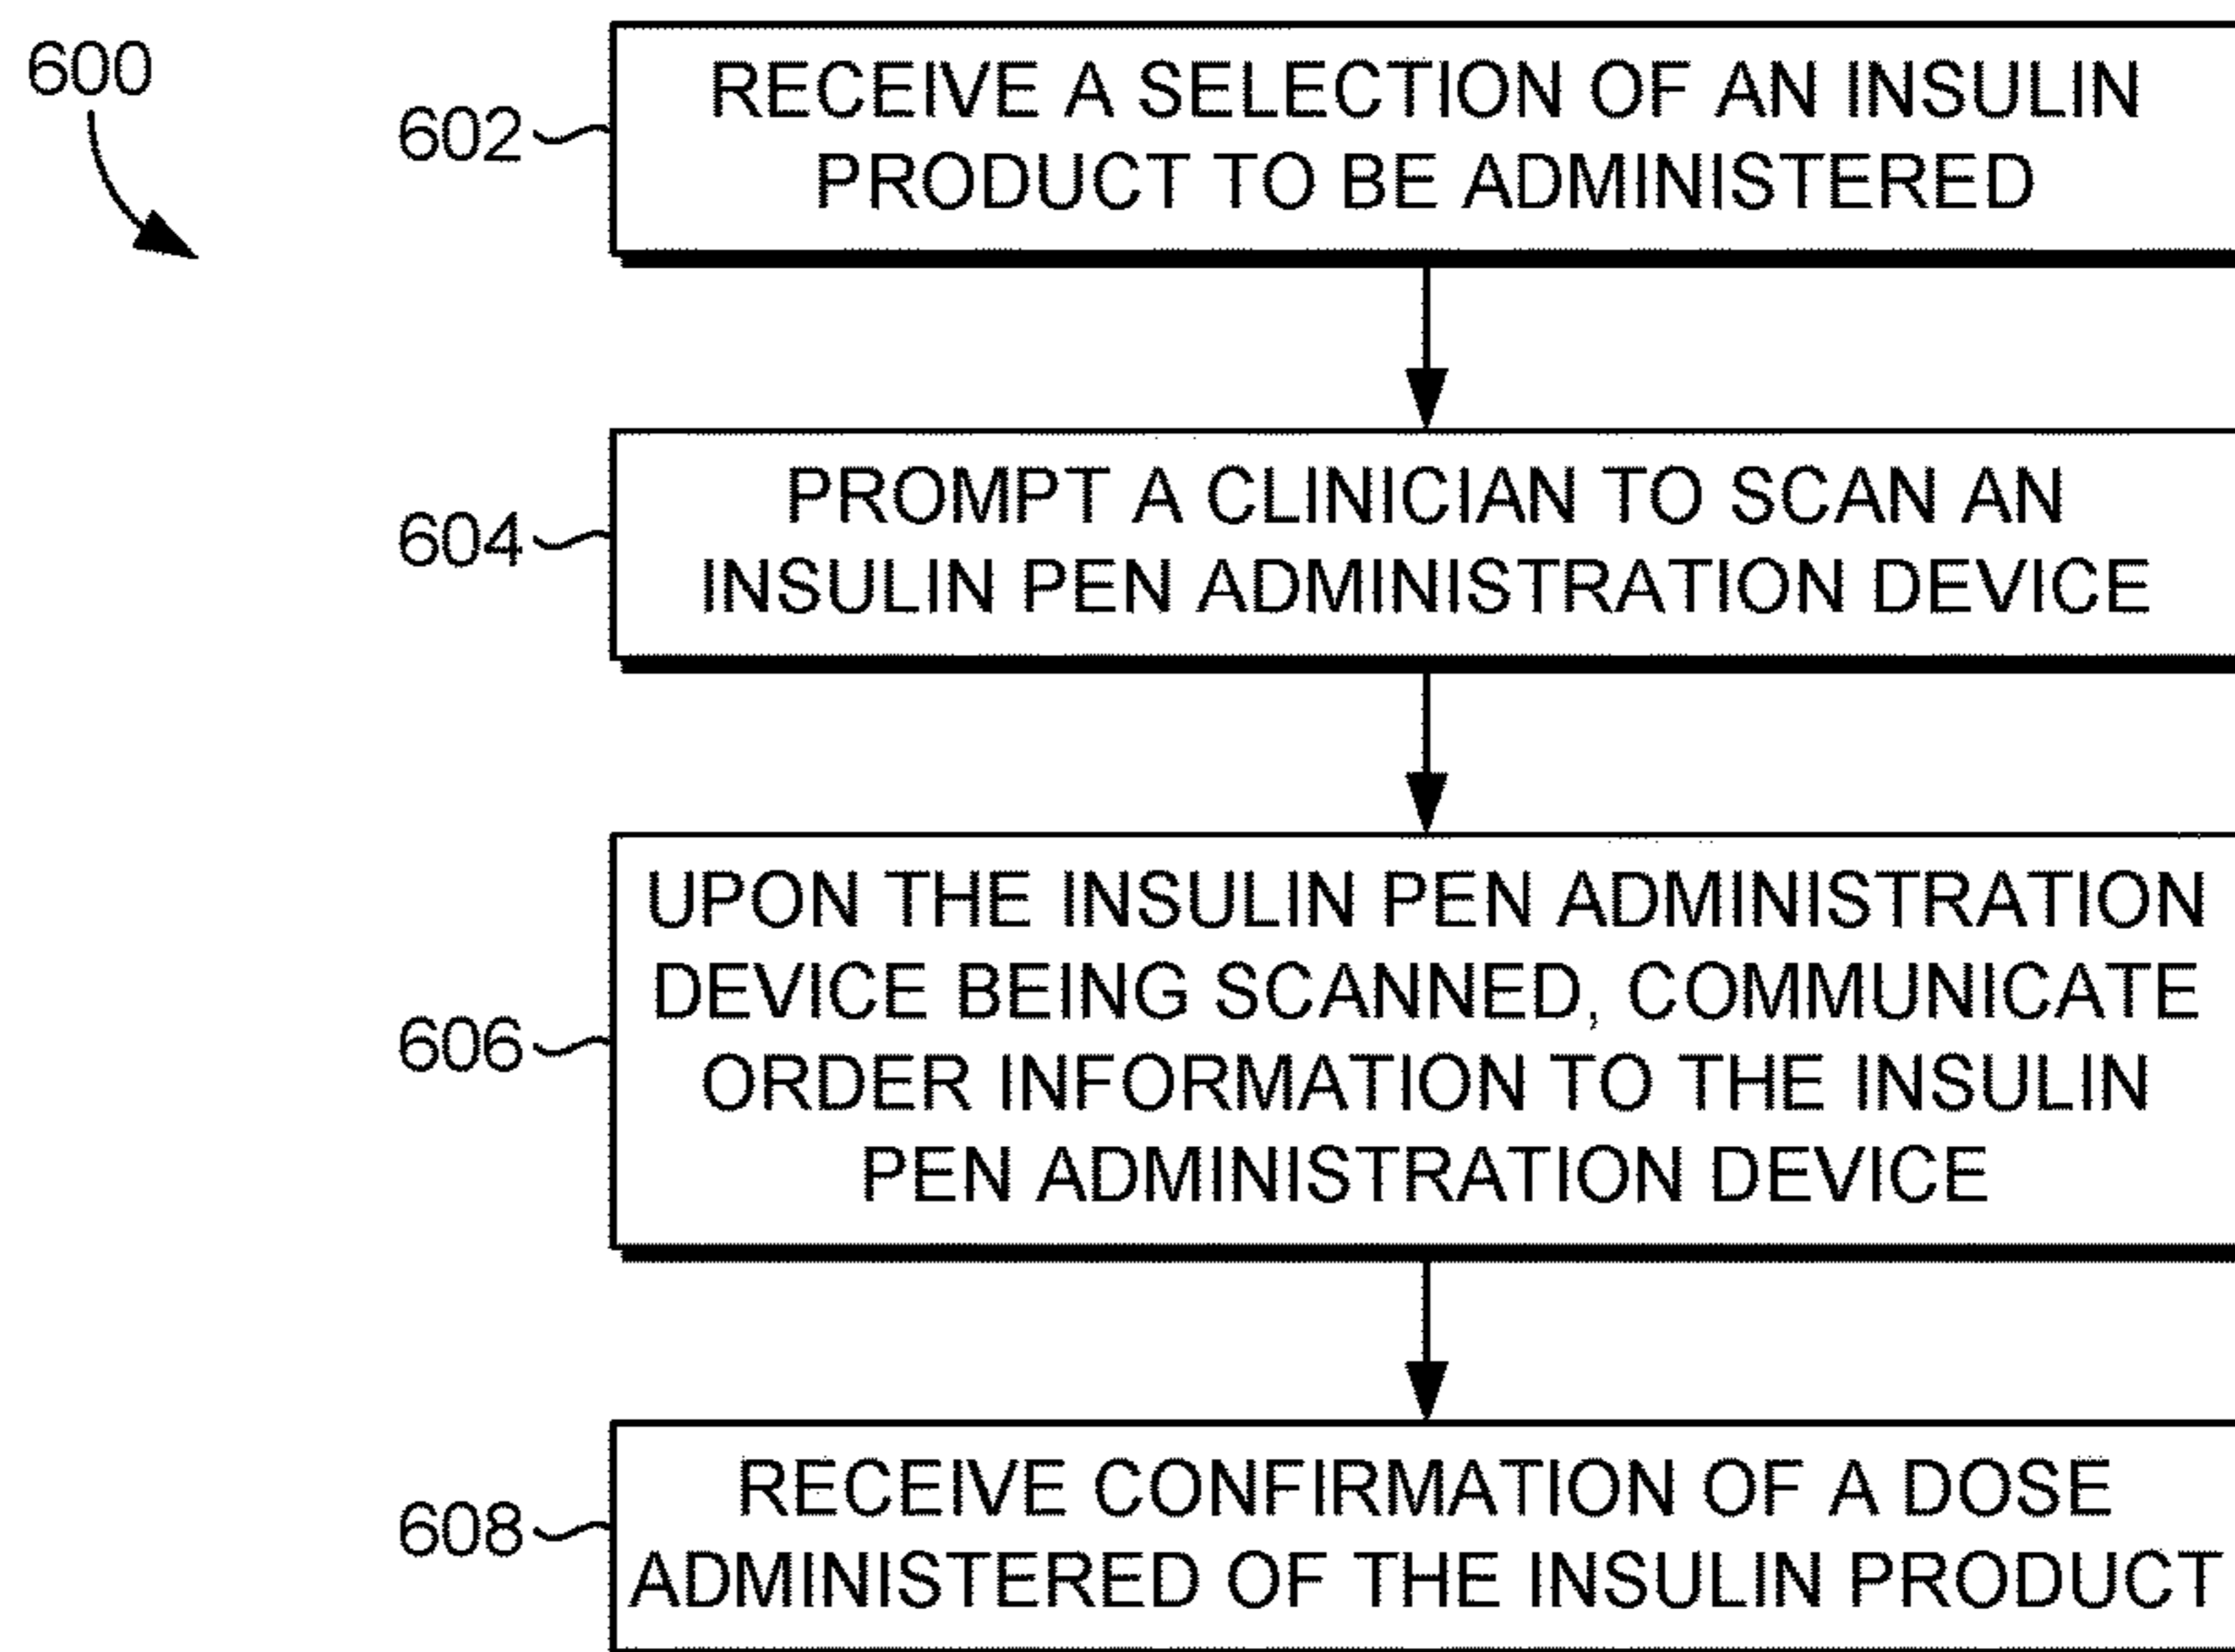 600
602
RECEIVE A SELECTION OF AN INSULIN
PRODUCT TO BE ADMINISTERED
604
PROMPT A CLINICIAN TO SCAN AN
INSULIN PEN ADMINISTRATION DEVICE
606
UPON THE INSULIN PEN ADMINISTRATION
DEVICE BEING SCANNED, COMMUNICATE
ORDER INFORMATION TO THE INSULIN
PEN ADMINISTRATION DEVICE
608
RECEIVE CONFIRMATION OF A DOSE
ADMINISTERED OF THE INSULIN PRODUCT